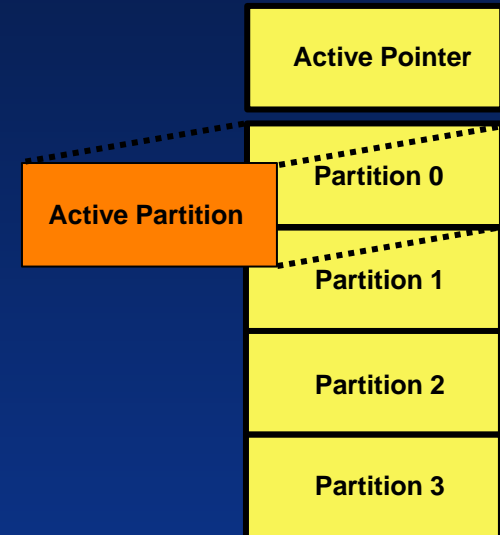 Active Pointer
Partition 0
Active Partition
Partition 1
Partition 2
Partition 3